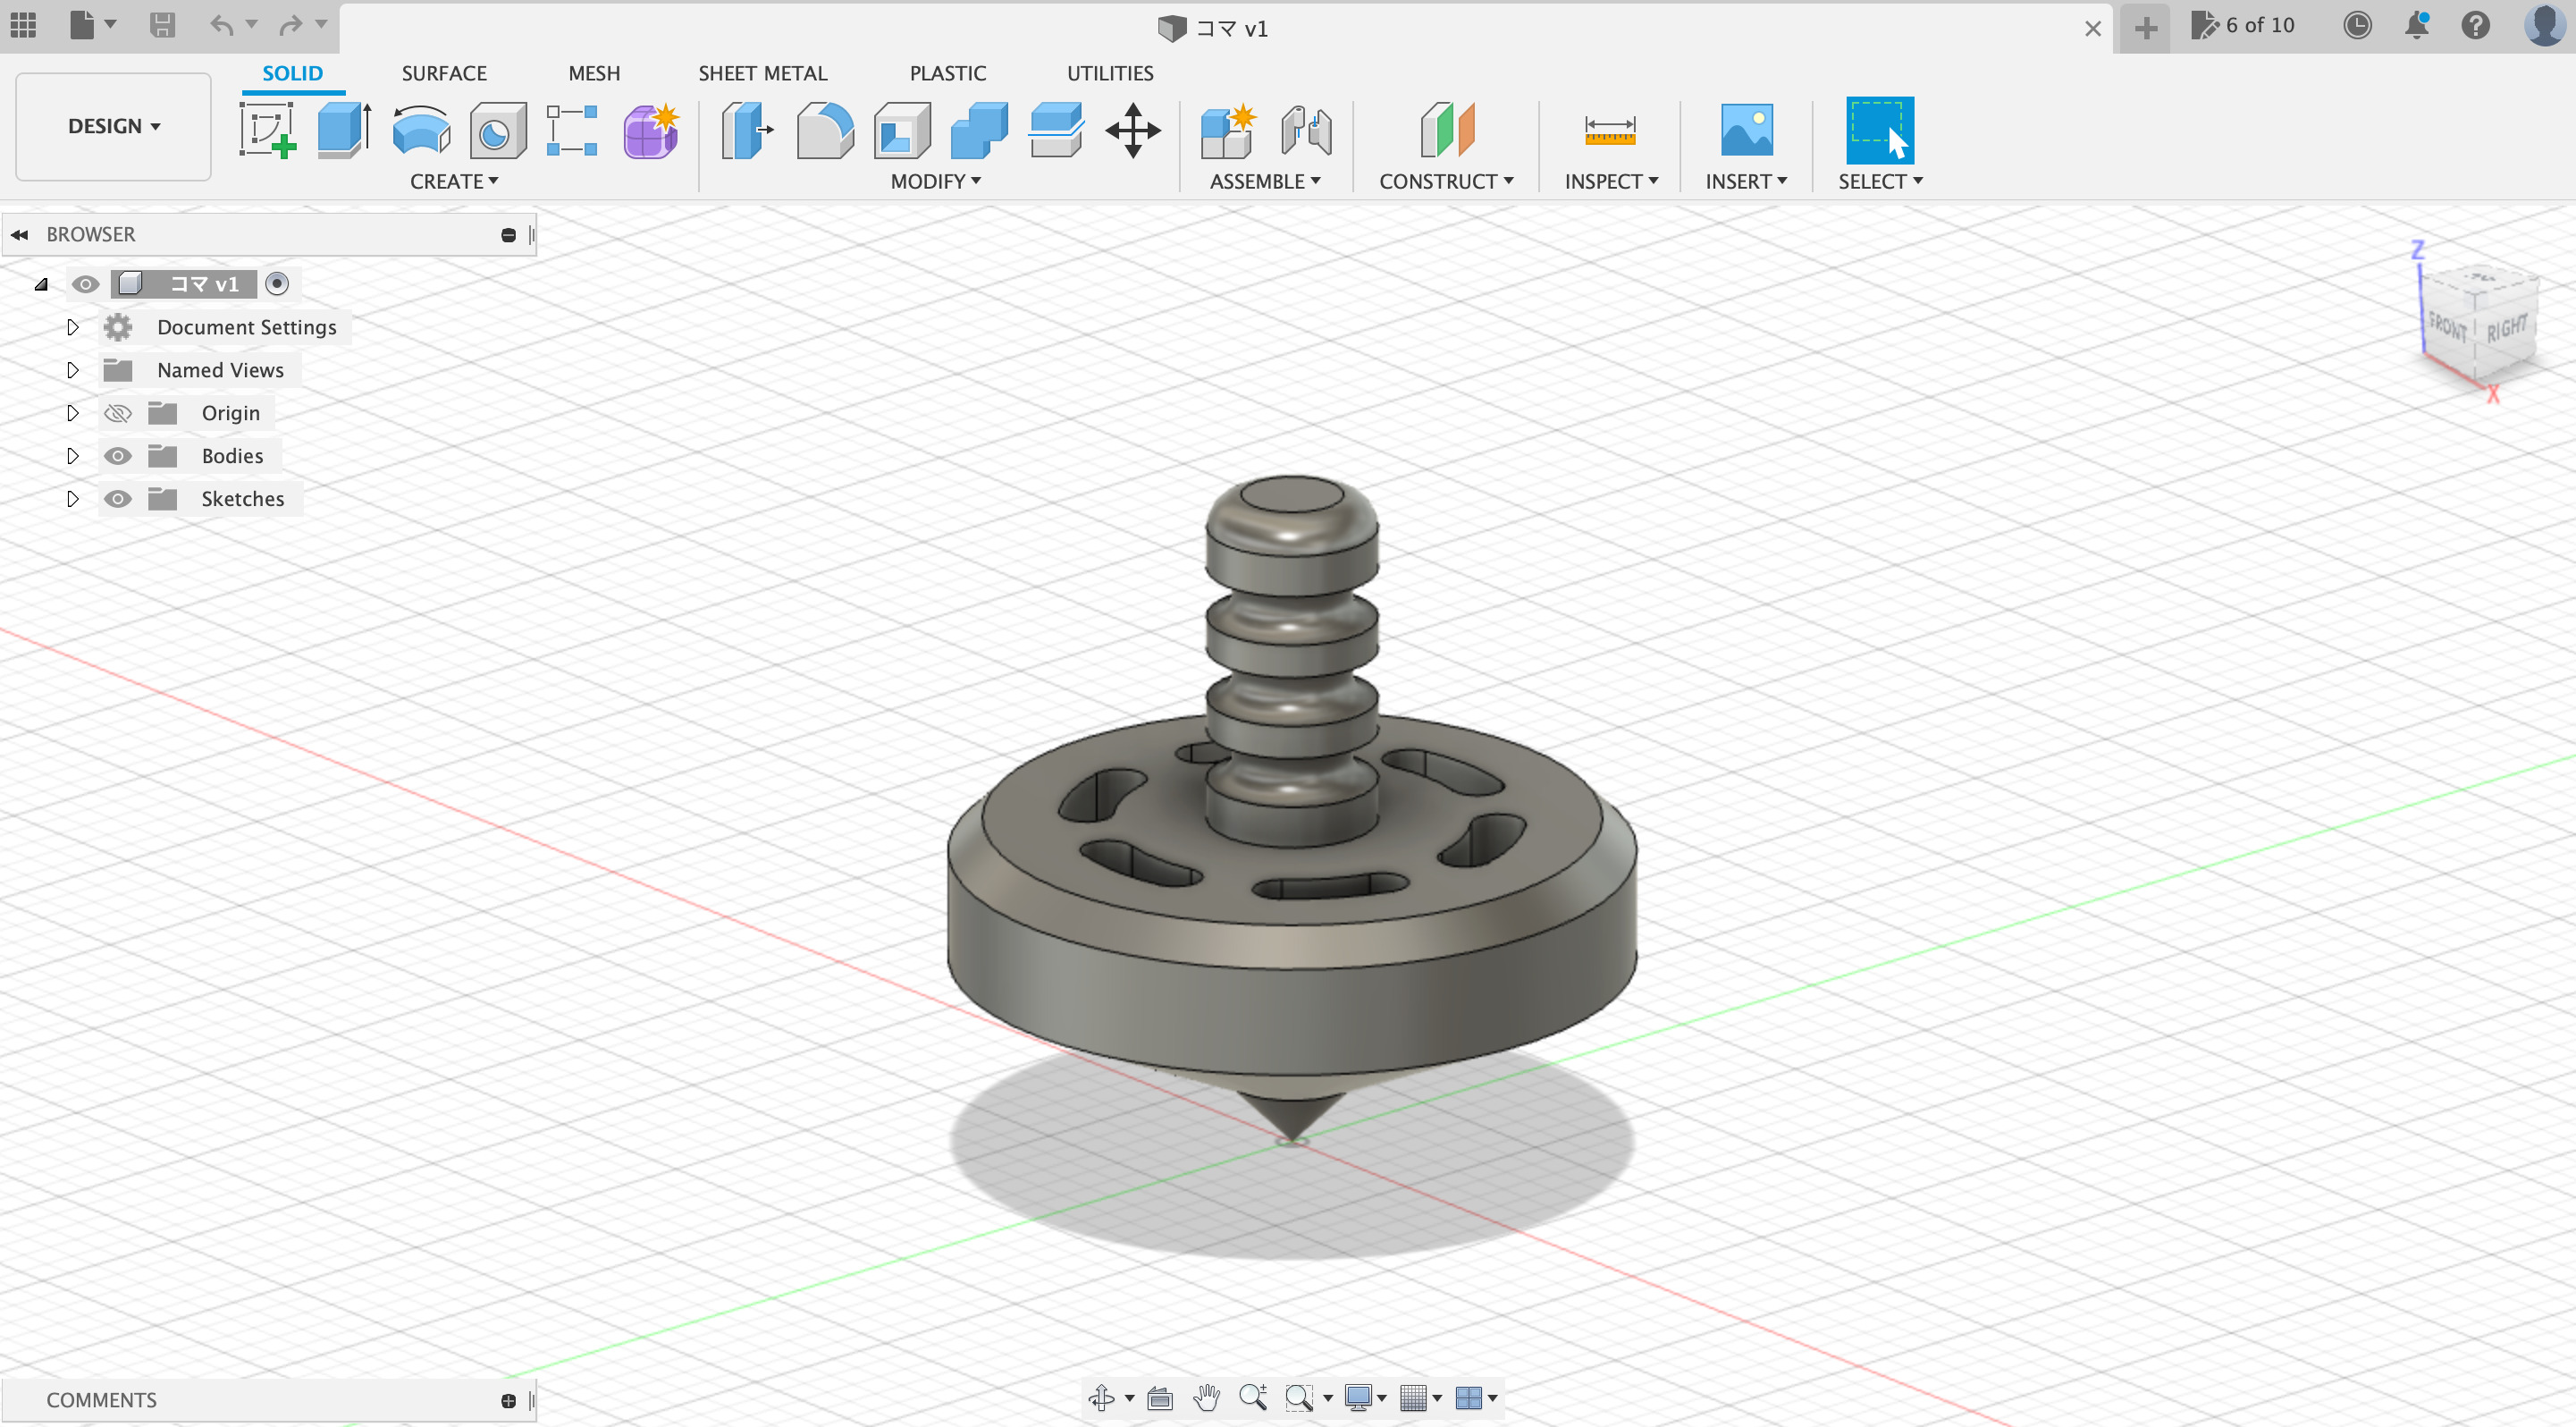 コマ v1
6 of 10
DESIGN
SOLID
SURFACE
MESH
SHEET METAL
PLASTIC
UTILITIES
CREATE
MODIFY
ASSEMBLE
CONSTRUCT
INSPECT
INSERT
SELECT
BROWSER
コマ v1
Document Settings
Named Views
Origin
Bodies
Sketches
Z
FRONT
RIGHT
X
COMMENTS